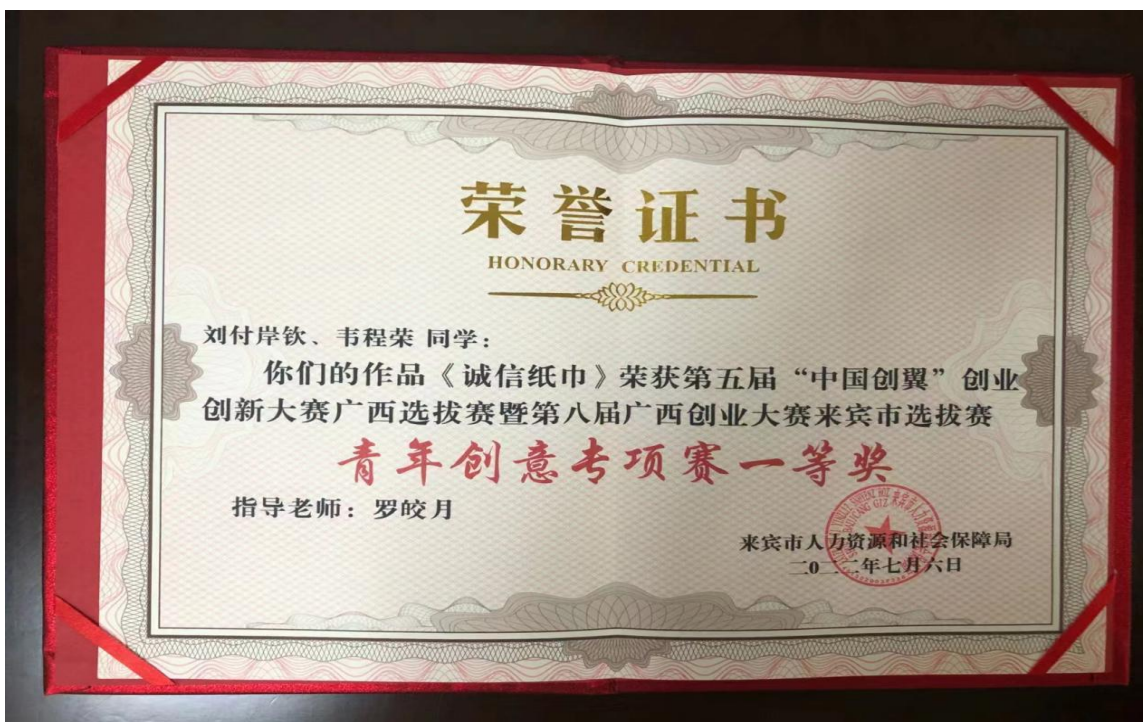 荣誉证书
HONORARY CREDENTIAL
刘付岸钦、韦程荣 同学：
你们的作品《诚信纸巾》荣获第五届“中国创翼”创业
创新大赛广西选拔赛暨第八届广西创业大赛来宾市选拔赛
青年创意专项赛一等奖
指导老师：罗皎月
来宾市人力资源和社会保障局
二0二二年七月六日